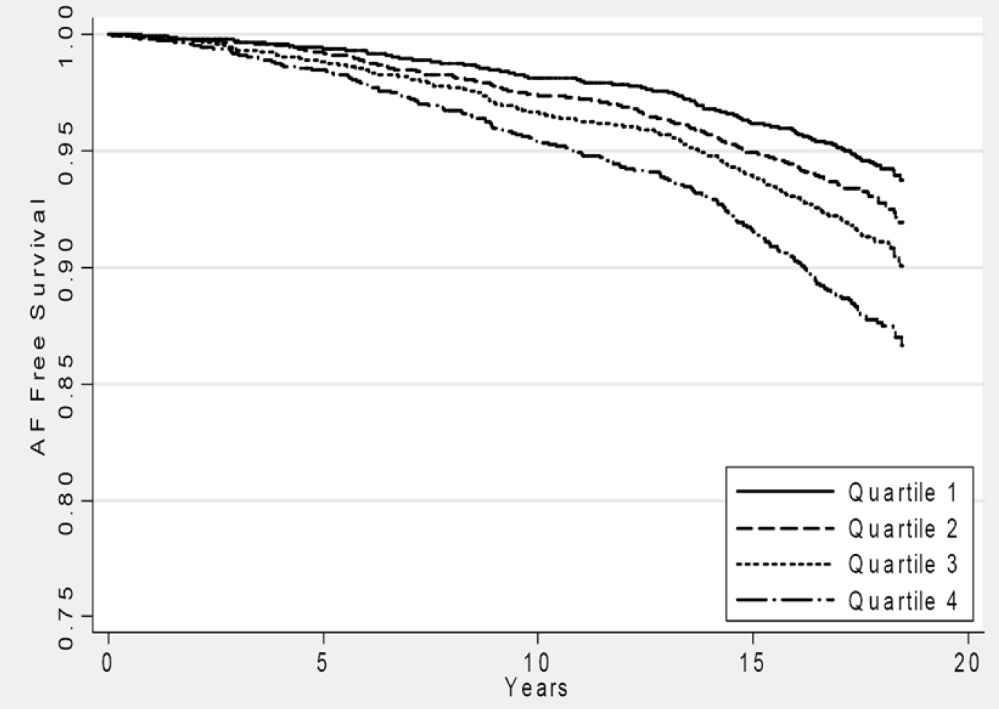 AF Free Survival
1.00
0.95
0.90
0.85
0.80
0.75
Quartile 1
Quartile 2
Quartile 3
Quartile 4
0 5 10 15 20
Years